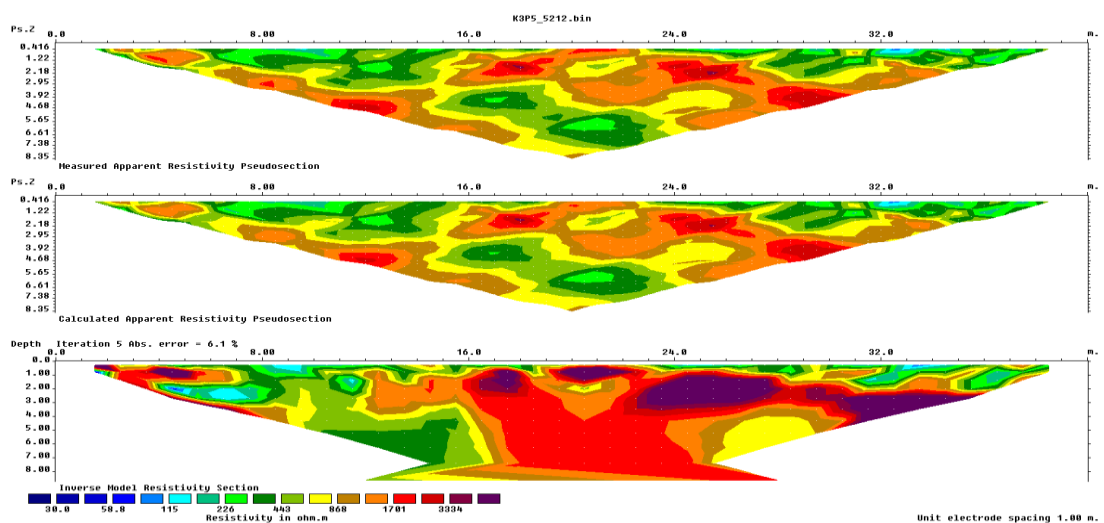 K3P5_5212.bin
Ps.Z 0.0 8.00 16.0 24.0 32.0 m.
0.416
1.22
2.18
2.95
3.92
4.68
5.65
6.61
7.38
8.35
Measured Apparent Resistivity Pseudosection
Ps.Z 0.0 8.00 16.0 24.0 32.0 m.
0.416
1.22
2.18
2.95
3.92
4.68
5.65
6.61
7.38
8.35
Calculated Apparent Resistivity Pseudosection
Depth Iteration 5 Abs. error = 6.1 %
0.0 8.00 16.0 24.0 32.0 m.
0.0
1.00
2.00
3.00
4.00
5.00
6.00
7.00
8.00
Inverse Model Resistivity Section
30.0 58.8 115 226 443 868 1701 3334
Resistivity in ohm.m
Unit electrode spacing 1.00 m.